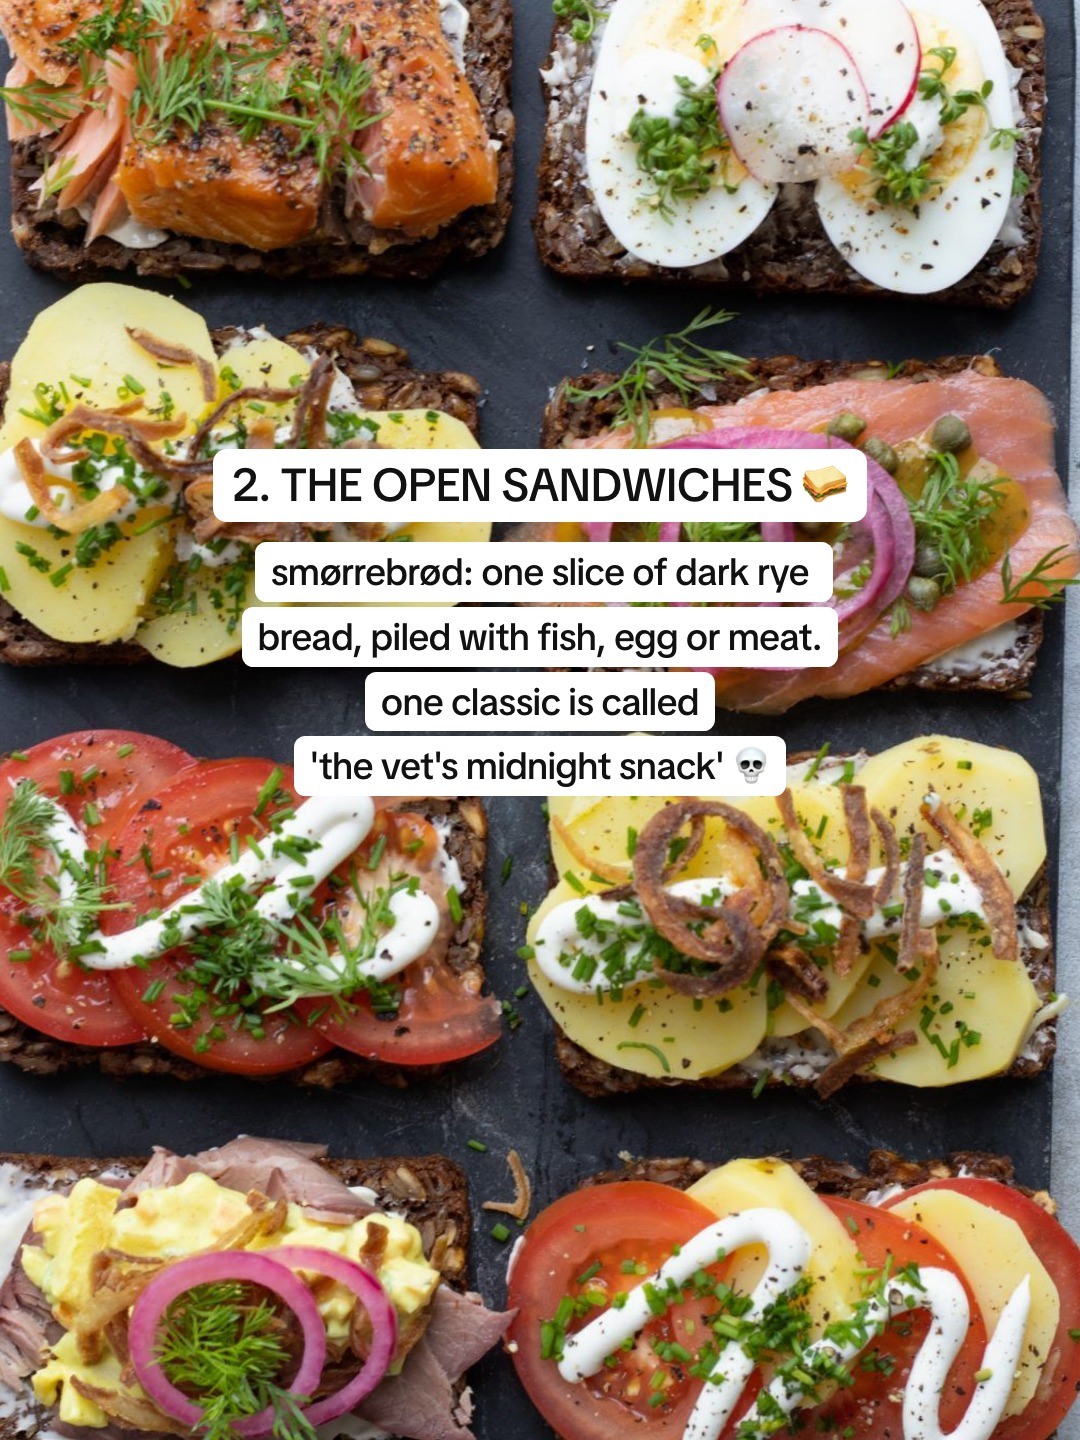 2. THE OPEN SANDWICHES 🥪
smørrebrød: one slice of dark rye
bread, piled with fish, egg or meat.
one classic is called
'the vet's midnight snack' 💀